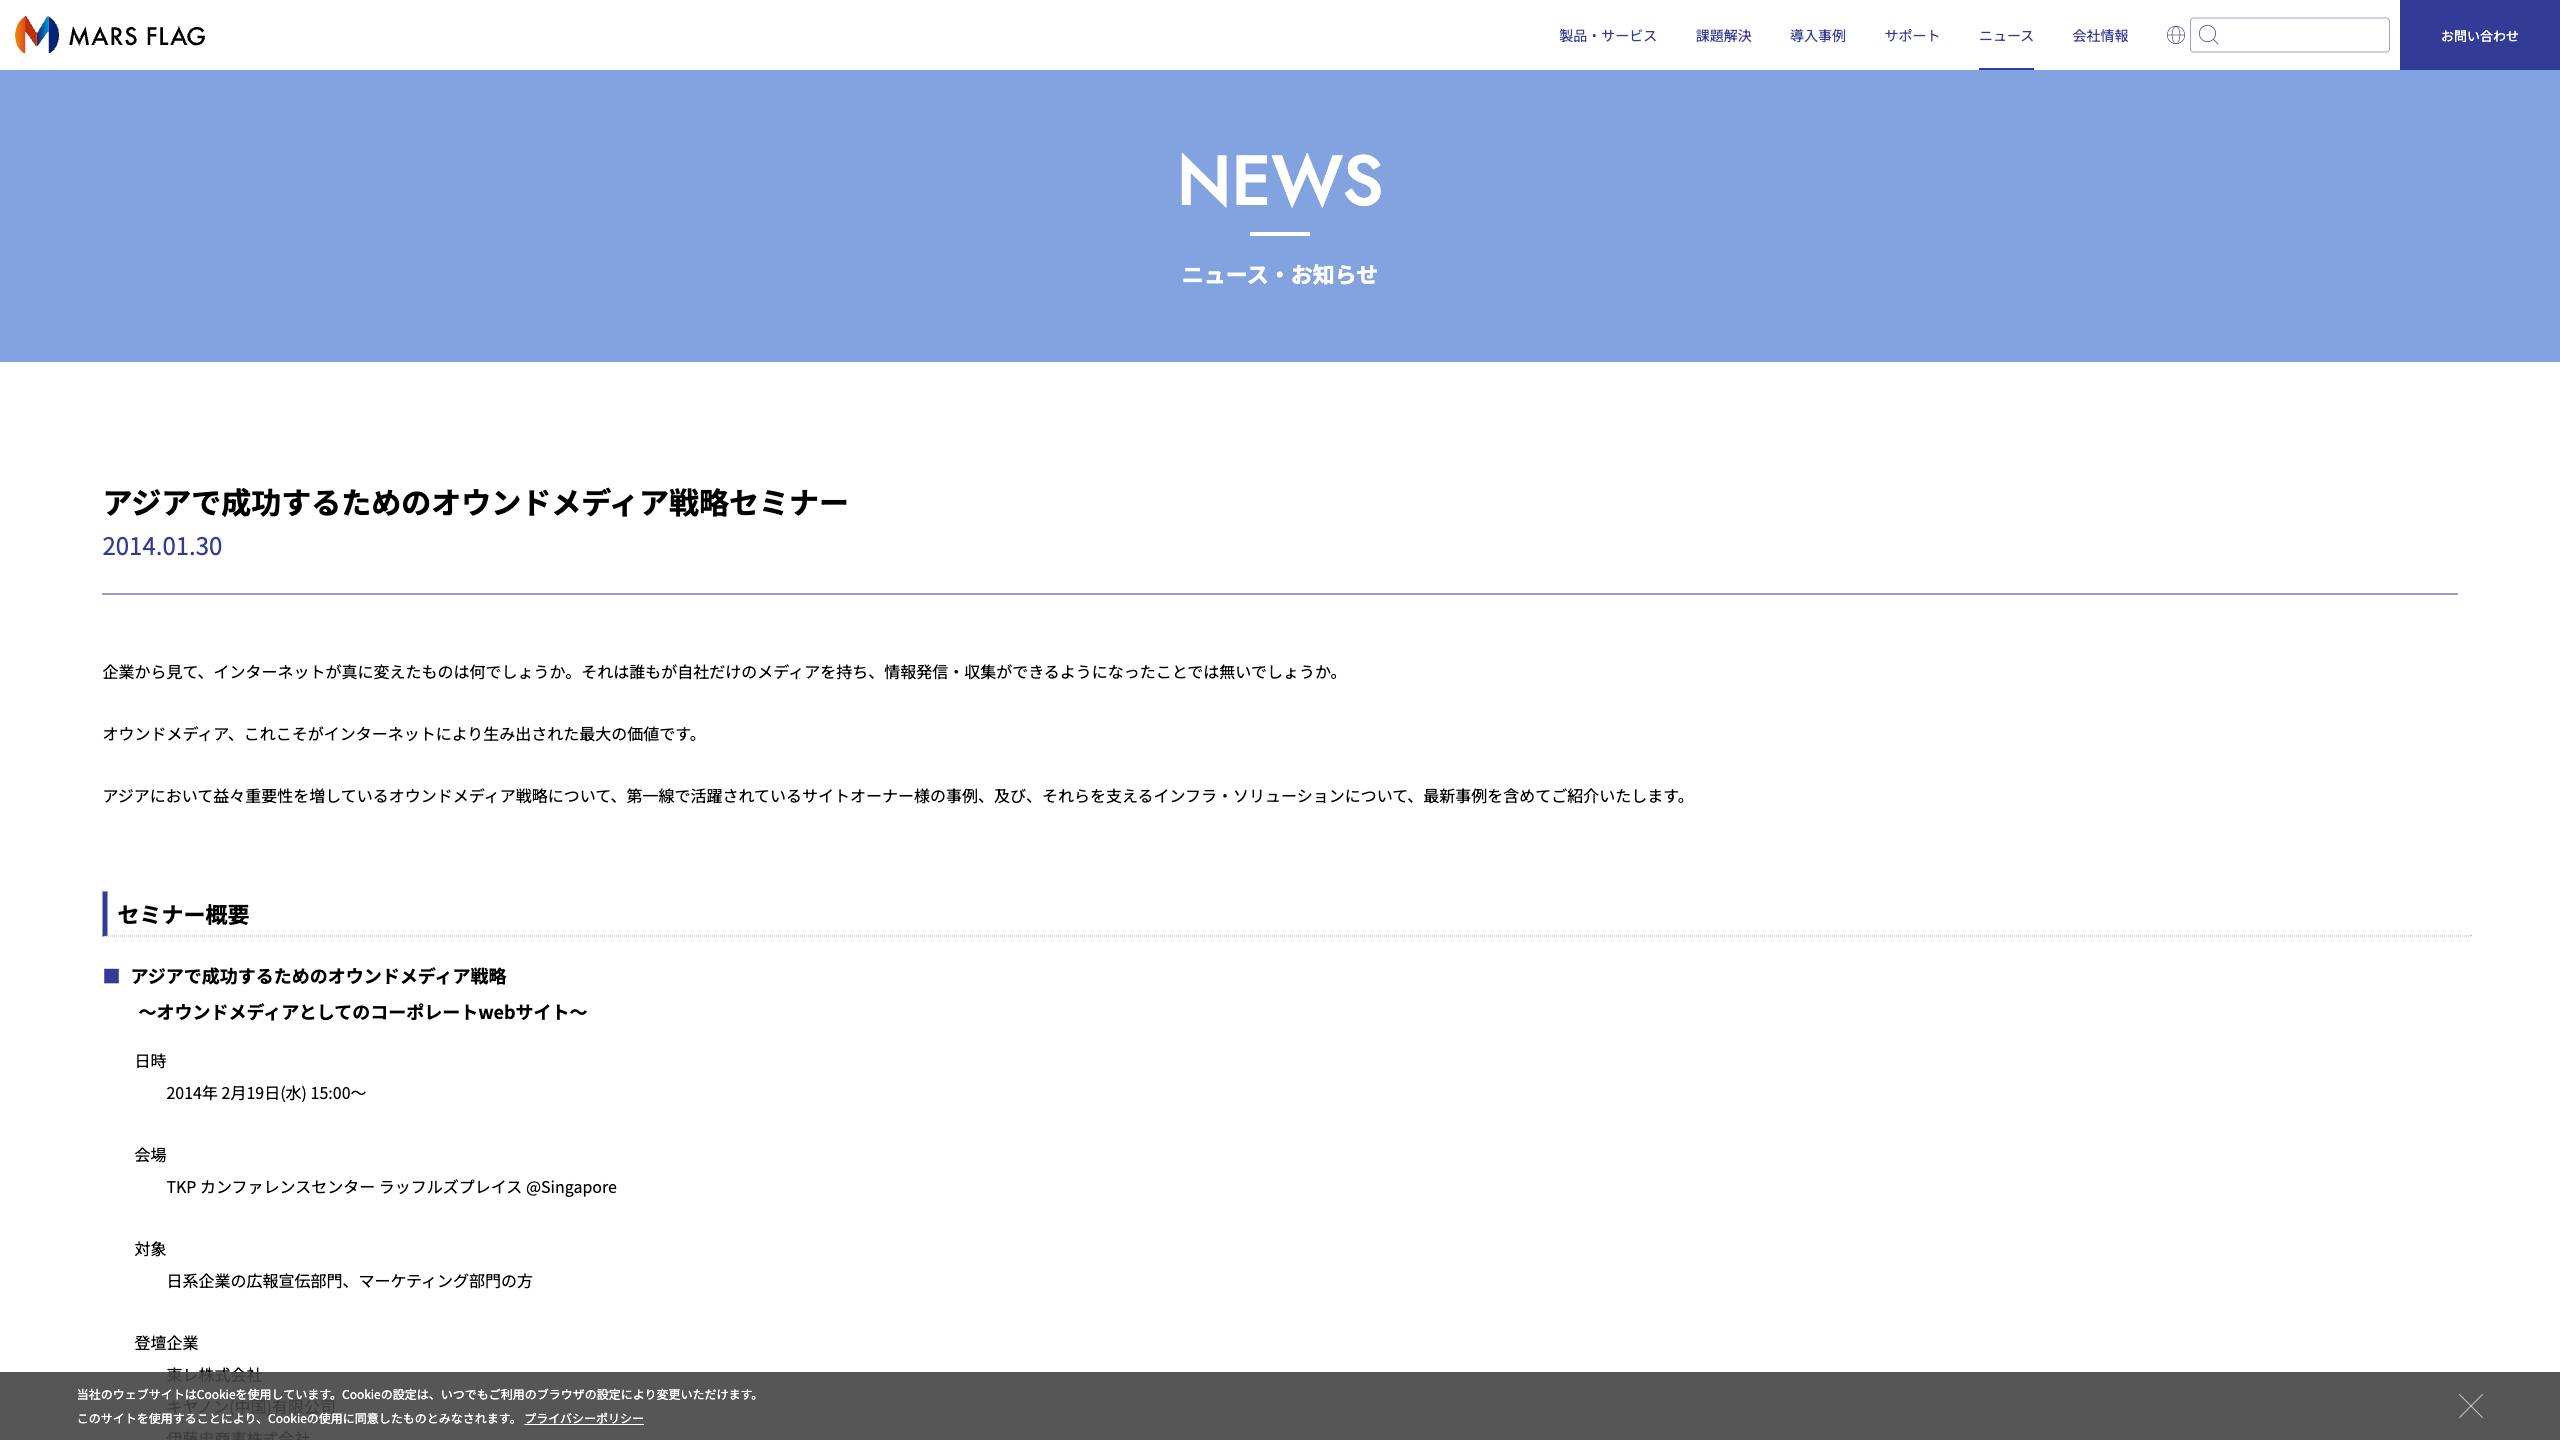 MARS FLAG
製品・サービス
課題解決
導入事例
サポート
ニュース
会社情報
お問い合わせ
NEWS
ニュース・お知らせ
アジアで成功するためのオウンドメディア戦略セミナー
2014.01.30
企業から見て、インターネットが真に変えたものは何でしょうか。それは誰もが自社だけのメディアを持ち、情報発信・収集ができるようになったことでは無いでしょうか。
オウンドメディア、これこそがインターネットにより生み出された最大の価値です。
アジアにおいて益々重要性を増しているオウンドメディア戦略について、第一線で活躍されているサイトオーナー様の事例、及び、それらを支えるインフラ・ソリューションについて、最新事例を含めてご紹介いたします。
セミナー概要
■ アジアで成功するためのオウンドメディア戦略
～オウンドメディアとしてのコーポレートwebサイト～
日時
2014年 2月19日(水) 15:00～
会場
TKP カンファレンスセンター ラッフルズプレイス @Singapore
対象
日系企業の広報宣伝部門、マーケティング部門の方
登壇企業
東レ株式会社
キヤノン(中国)有限公司
伊藤忠商事株式会社
当社のウェブサイトはCookieを使用しています。Cookieの設定は、いつでもご利用のブラウザの設定により変更いただけます。
このサイトを使用することにより、Cookieの使用に同意したものとみなされます。 プライバシーポリシー